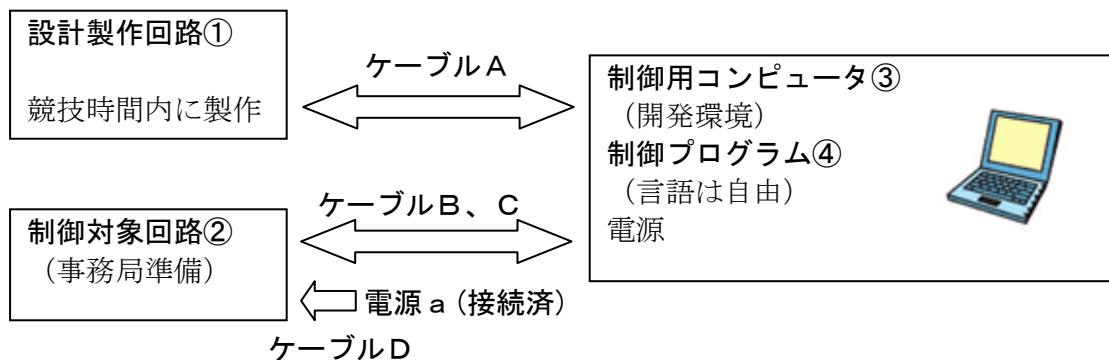 設計製作回路①
競技時間内に製作
ケーブルA
制御用コンピュータ③
（開発環境）
制御プログラム④
（言語は自由）
電源
ケーブルB、C
制御対象回路②
（事務局準備）
電源a（接続済）
ケーブルD